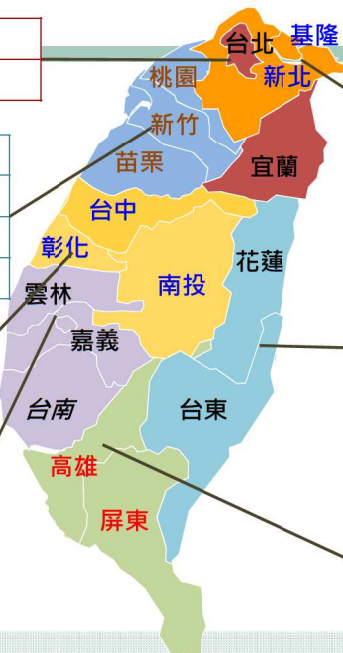 台北
基隆
桃園
新北
新竹
苗栗
宜蘭
台中
彰化
花蓮
南投
雲林
嘉義
台南
台東
高雄
屏東